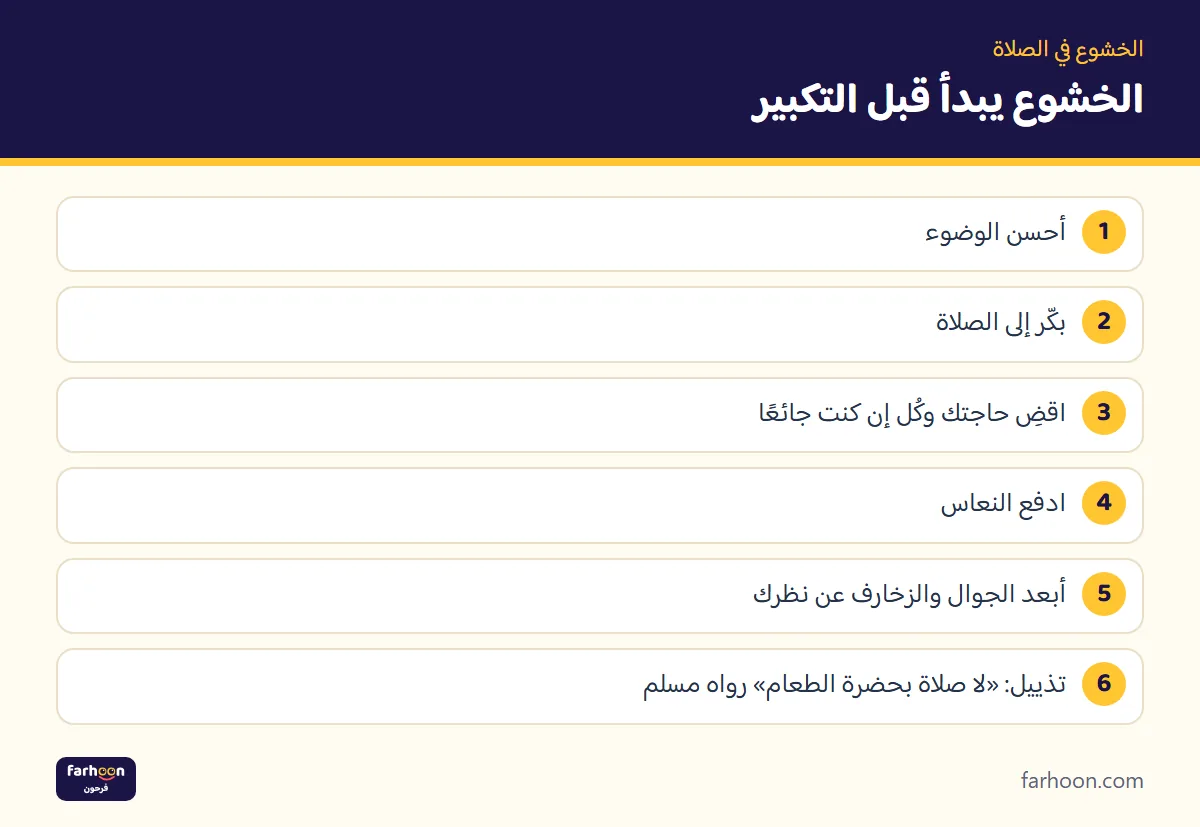 الخشوع في الصلاة
الخشوع يبدأ قبل التكبير
1 أحسن الوضوء
2 بكّر إلى الصلاة
3 اقضِ حاجتك وكُل إن كنت جائعًا
4 ادفع النعاس
5 أبعد الجوال والزخارف عن نظرك
6 تذييل: «لا صلاة بحضرة الطعام» رواه مسلم
farhoon.com
farhoon
فرحون